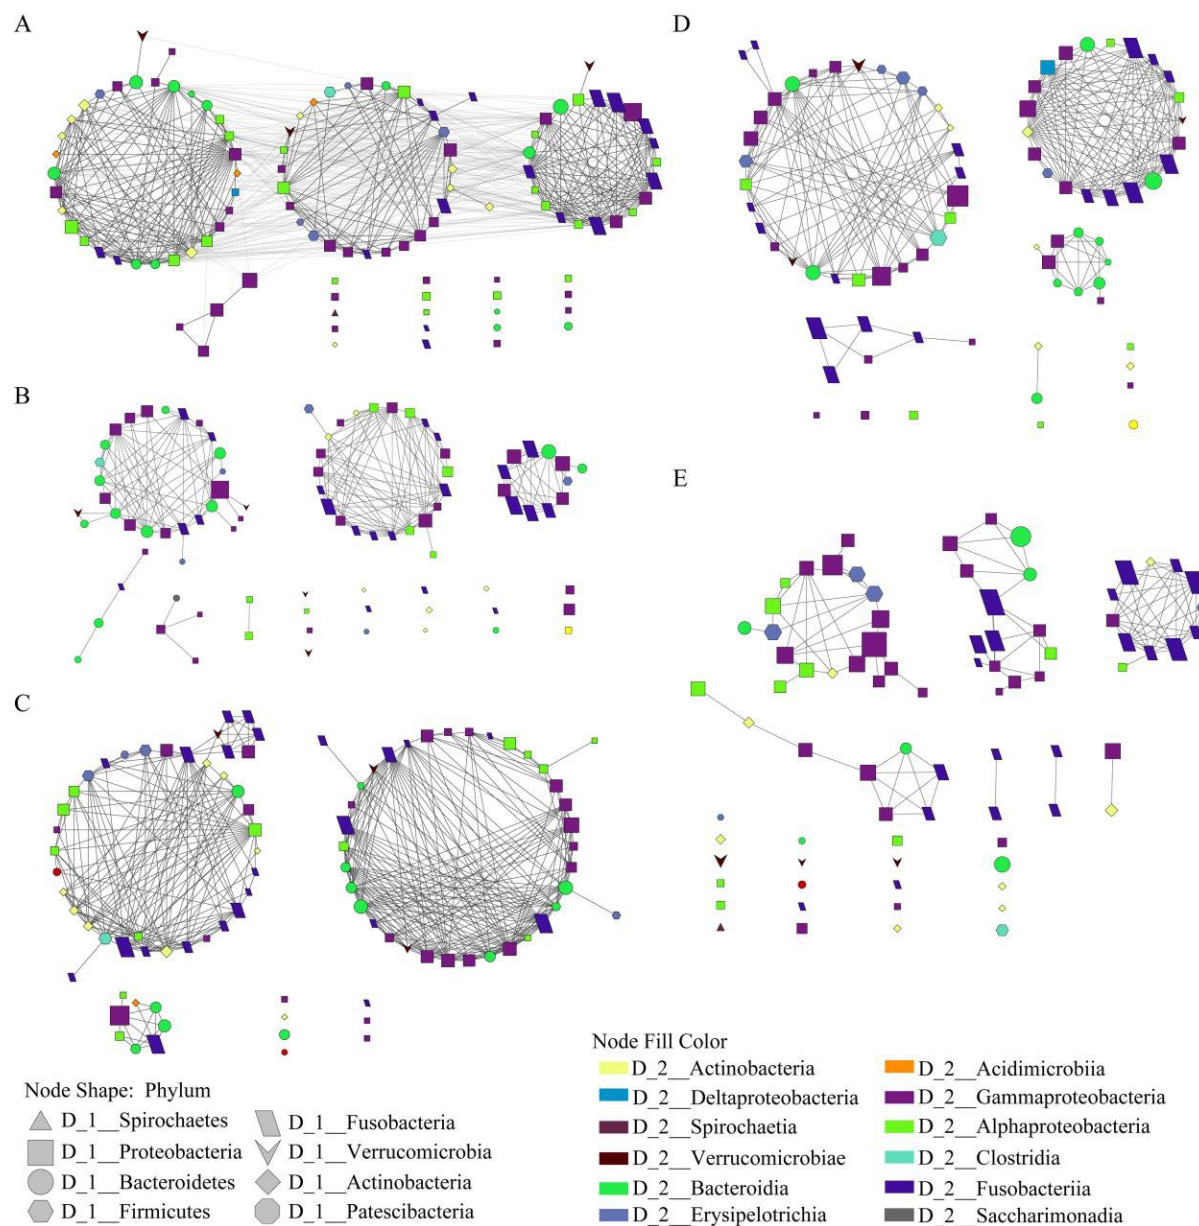 A
D
B
E
C
Node Shape: Phylum
D_1__Spirochaetes
D_1__Fusobacteria
D_1__Proteobacteria
D_1__Verrucomicrobia
D_1__Bacteroidetes
D_1__Actinobacteria
D_1__Firmicutes
D_1__Patescibacteria
Node Fill Color
D_2__Actinobacteria
D_2__Acidimicrobiia
D_2__Deltaproteobacteria
D_2__Gammaproteobacteria
D_2__Spirochaetia
D_2__Alphaproteobacteria
D_2__Verrucomicrobiae
D_2__Clostridia
D_2__Bacteroidia
D_2__Fusobacteriia
D_2__Erysipelotrichia
D_2__Saccharimonadia